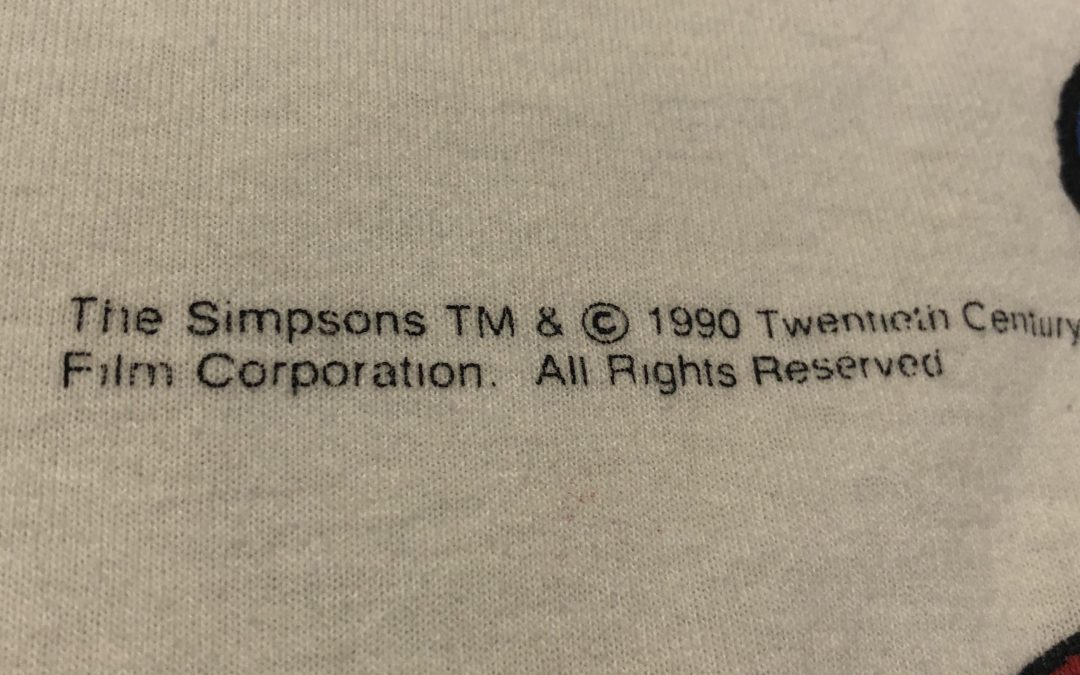 The Simpsons TM & © 1990 Twentieth Century
Film Corporation. All Rights Reserved